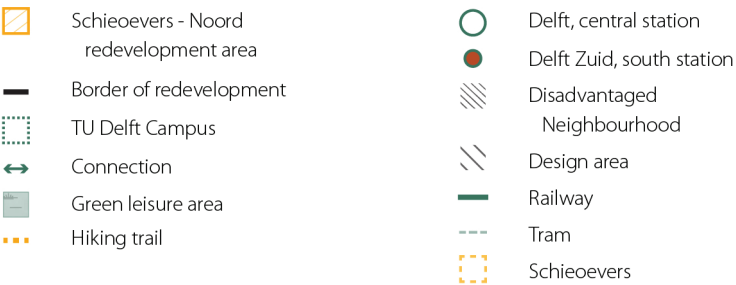 Schieoevers - Noord
redevelopment area
Border of redevelopment
TU Delft Campus
Connection
Green leisure area
Hiking trail
Delft, central station
Delft Zuid, south station
Disadvantaged
Neighbourhood
Design area
Railway
Tram
Schieoevers